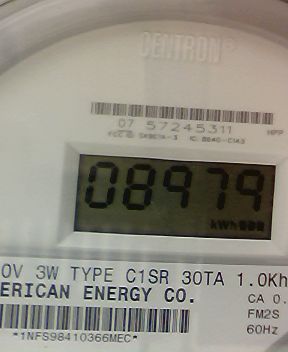 CENTRON®
07 57245311
08979
kWh
0V 3W TYPE C1SR 30TA 1.0Kh
ERICAN ENERGY CO.
CA 0.
FM2S
60Hz
*1NFS98410366MEC*